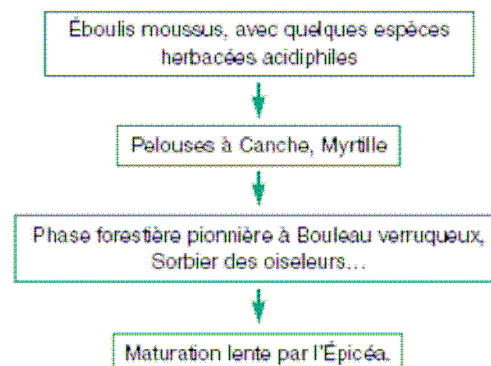 Éboulis moussus, avec quelques espèces
herbacées acidiphiles
Pelouses à Canche, Myrtille
Phase forestière pionnière à Bouleau verruqueux,
Sorbier des oiseleurs…
Maturation lente par l'Épicéa.